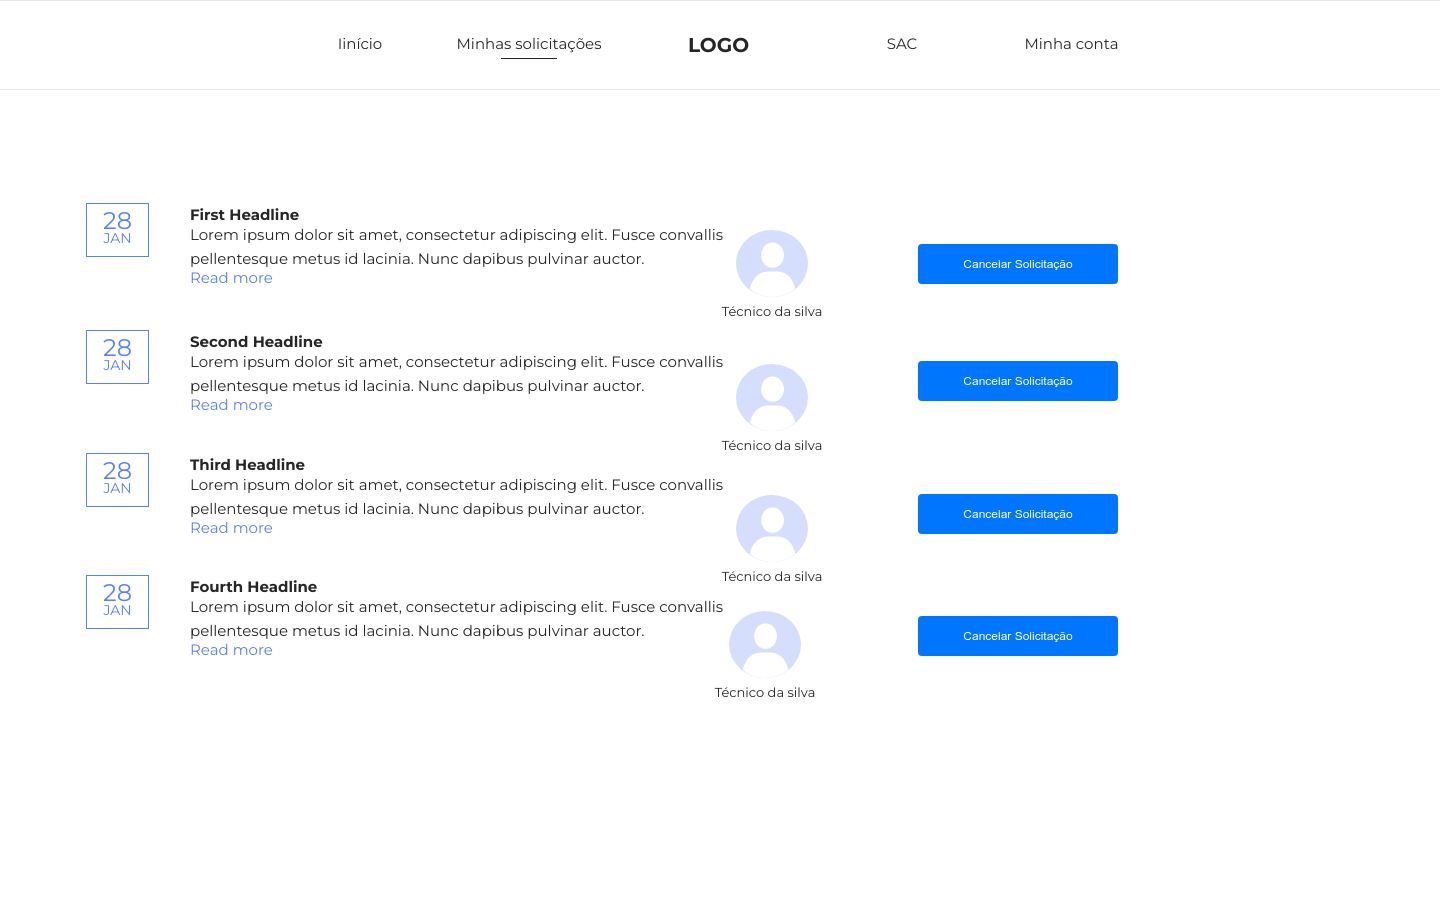 Iinício
Minhas solicitações
LOGO
SAC
Minha conta
28
JAN
First Headline
Lorem ipsum dolor sit amet, consectetur adipiscing elit. Fusce convallis
pellentesque metus id lacinia. Nunc dapibus pulvinar auctor.
Read more
Técnico da silva
Cancelar Solicitação
28
JAN
Second Headline
Lorem ipsum dolor sit amet, consectetur adipiscing elit. Fusce convallis
pellentesque metus id lacinia. Nunc dapibus pulvinar auctor.
Read more
Técnico da silva
Cancelar Solicitação
28
JAN
Third Headline
Lorem ipsum dolor sit amet, consectetur adipiscing elit. Fusce convallis
pellentesque metus id lacinia. Nunc dapibus pulvinar auctor.
Read more
Técnico da silva
Cancelar Solicitação
28
JAN
Fourth Headline
Lorem ipsum dolor sit amet, consectetur adipiscing elit. Fusce convallis
pellentesque metus id lacinia. Nunc dapibus pulvinar auctor.
Read more
Técnico da silva
Cancelar Solicitação